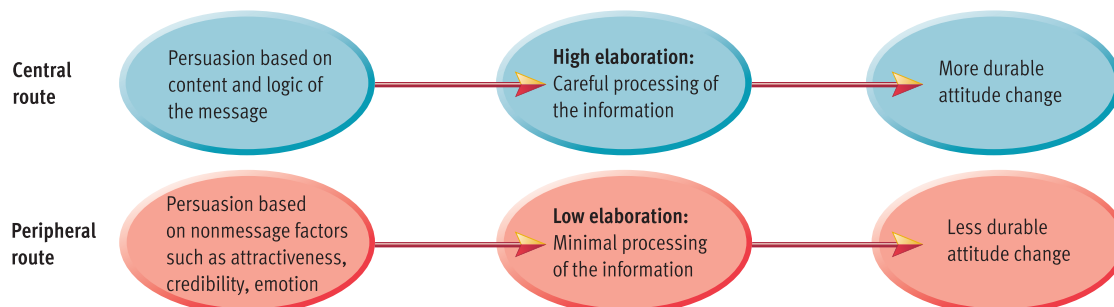 Central
route
Persuasion based on
content and logic of
the message
High elaboration:
Careful processing of
the information
More durable
attitude change
Peripheral
route
Persuasion based
on nonmessage factors
such as attractiveness,
credibility, emotion
Low elaboration:
Minimal processing
of the information
Less durable
attitude change